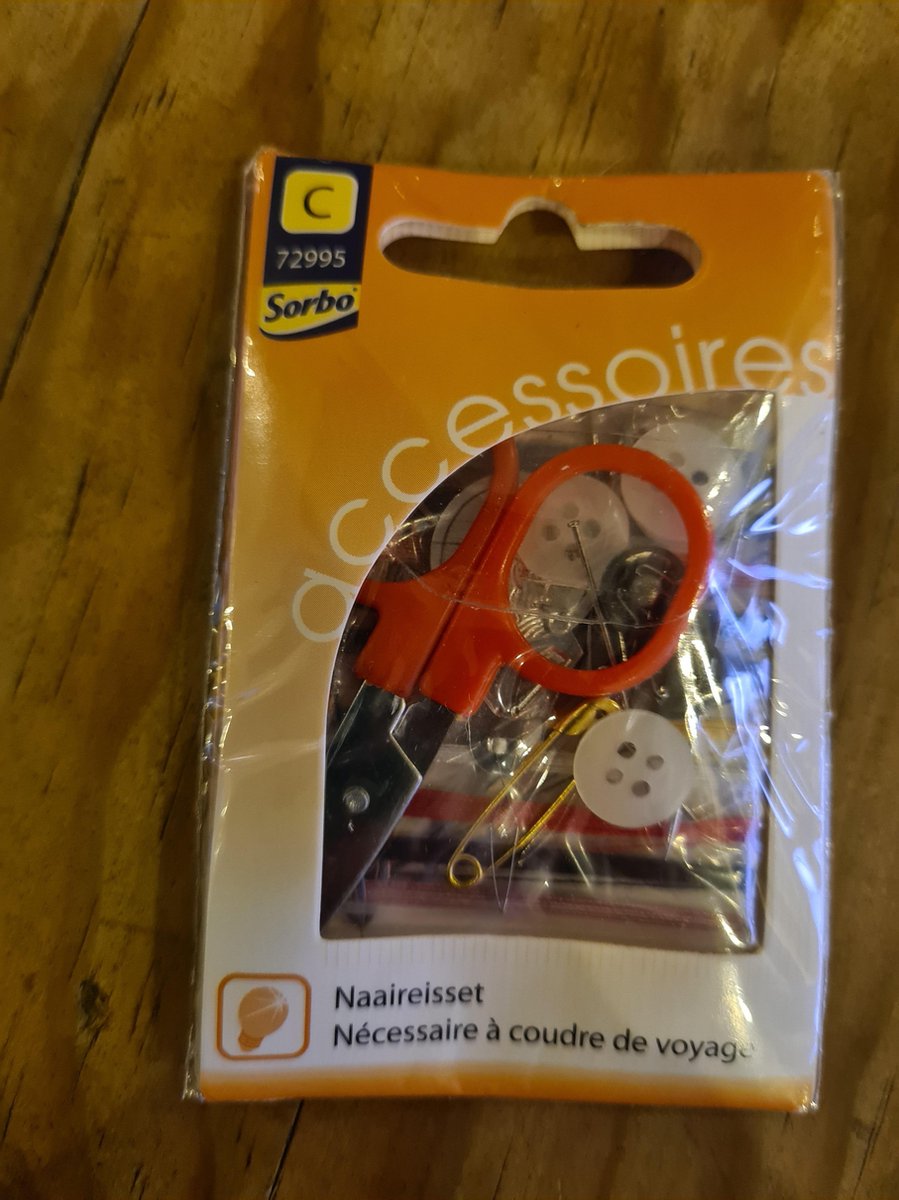 C
72995
Sorbo
accessoires
Naaireisset
Nécessaire à coudre de voyage